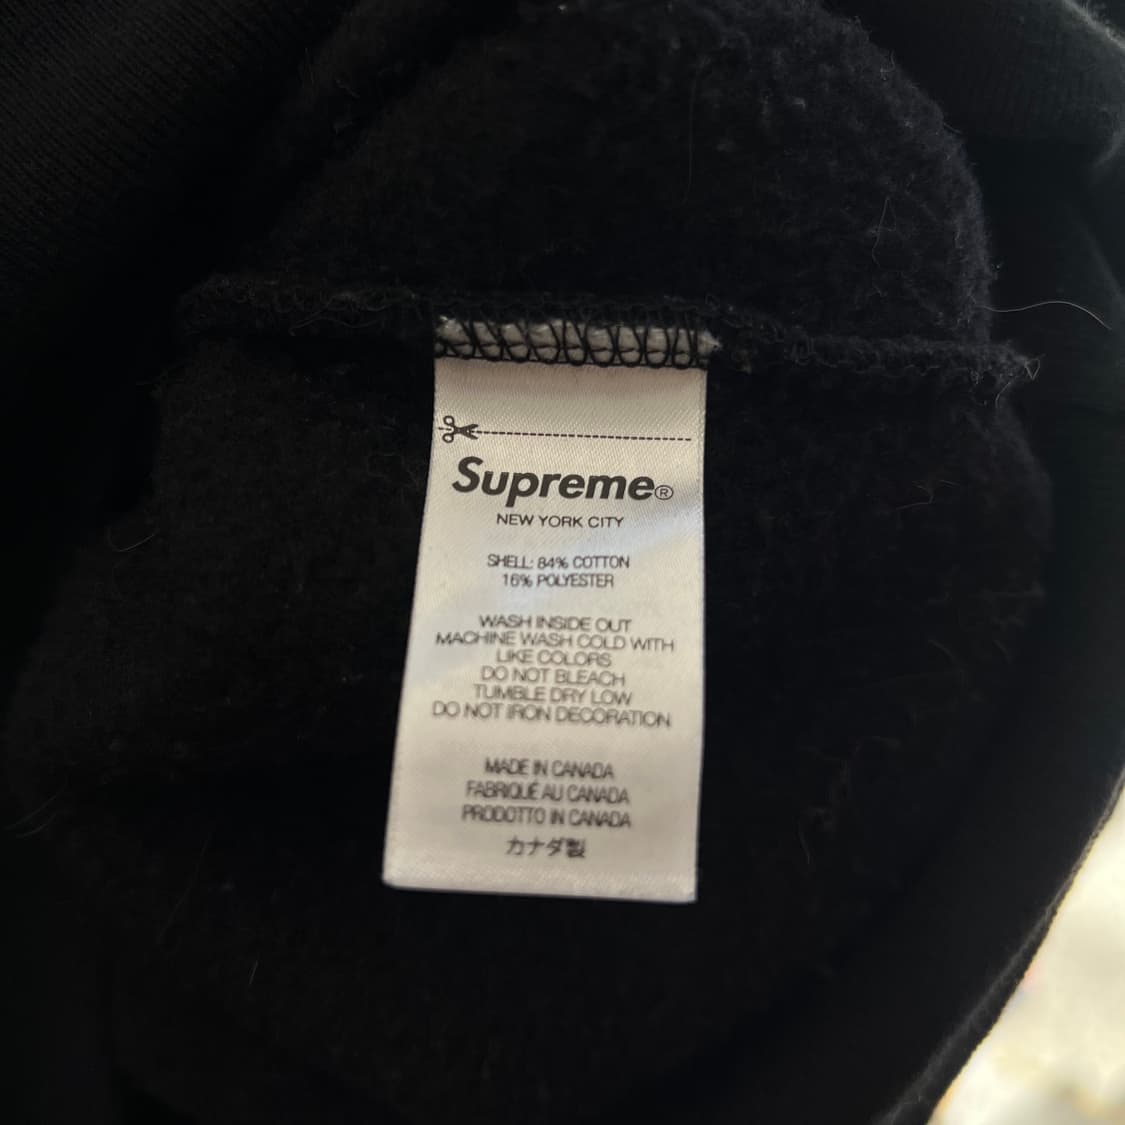 Supreme®
NEW YORK CITY
SHELL: 84% COTTON
16% POLYESTER
WASH INSIDE OUT
MACHINE WASH COLD WITH
LIKE COLORS
DO NOT BLEACH
TUMBLE DRY LOW
DO NOT IRON DECORATION
MADE IN CANADA
FABRIQUÉ AU CANADA
PRODOTTO IN CANADA
カナダ製